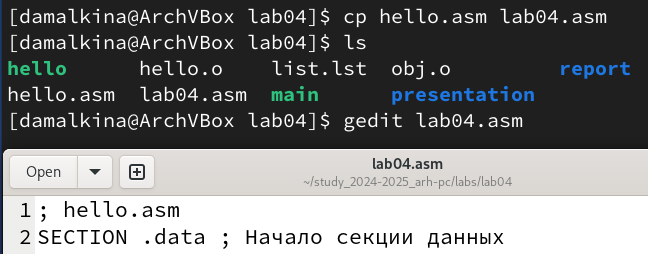 [damalkina@ArchVBox lab04]$ cp hello.asm lab04.asm
[damalkina@ArchVBox lab04]$ ls
hello hello.o list.lst obj.o report
hello.asm lab04.asm main presentation
[damalkina@ArchVBox lab04]$ gedit lab04.asm
Open
lab04.asm
~/study_2024-2025_arh-pc/labs/lab04
1 ; hello.asm
2 SECTION .data ; Начало секции данных